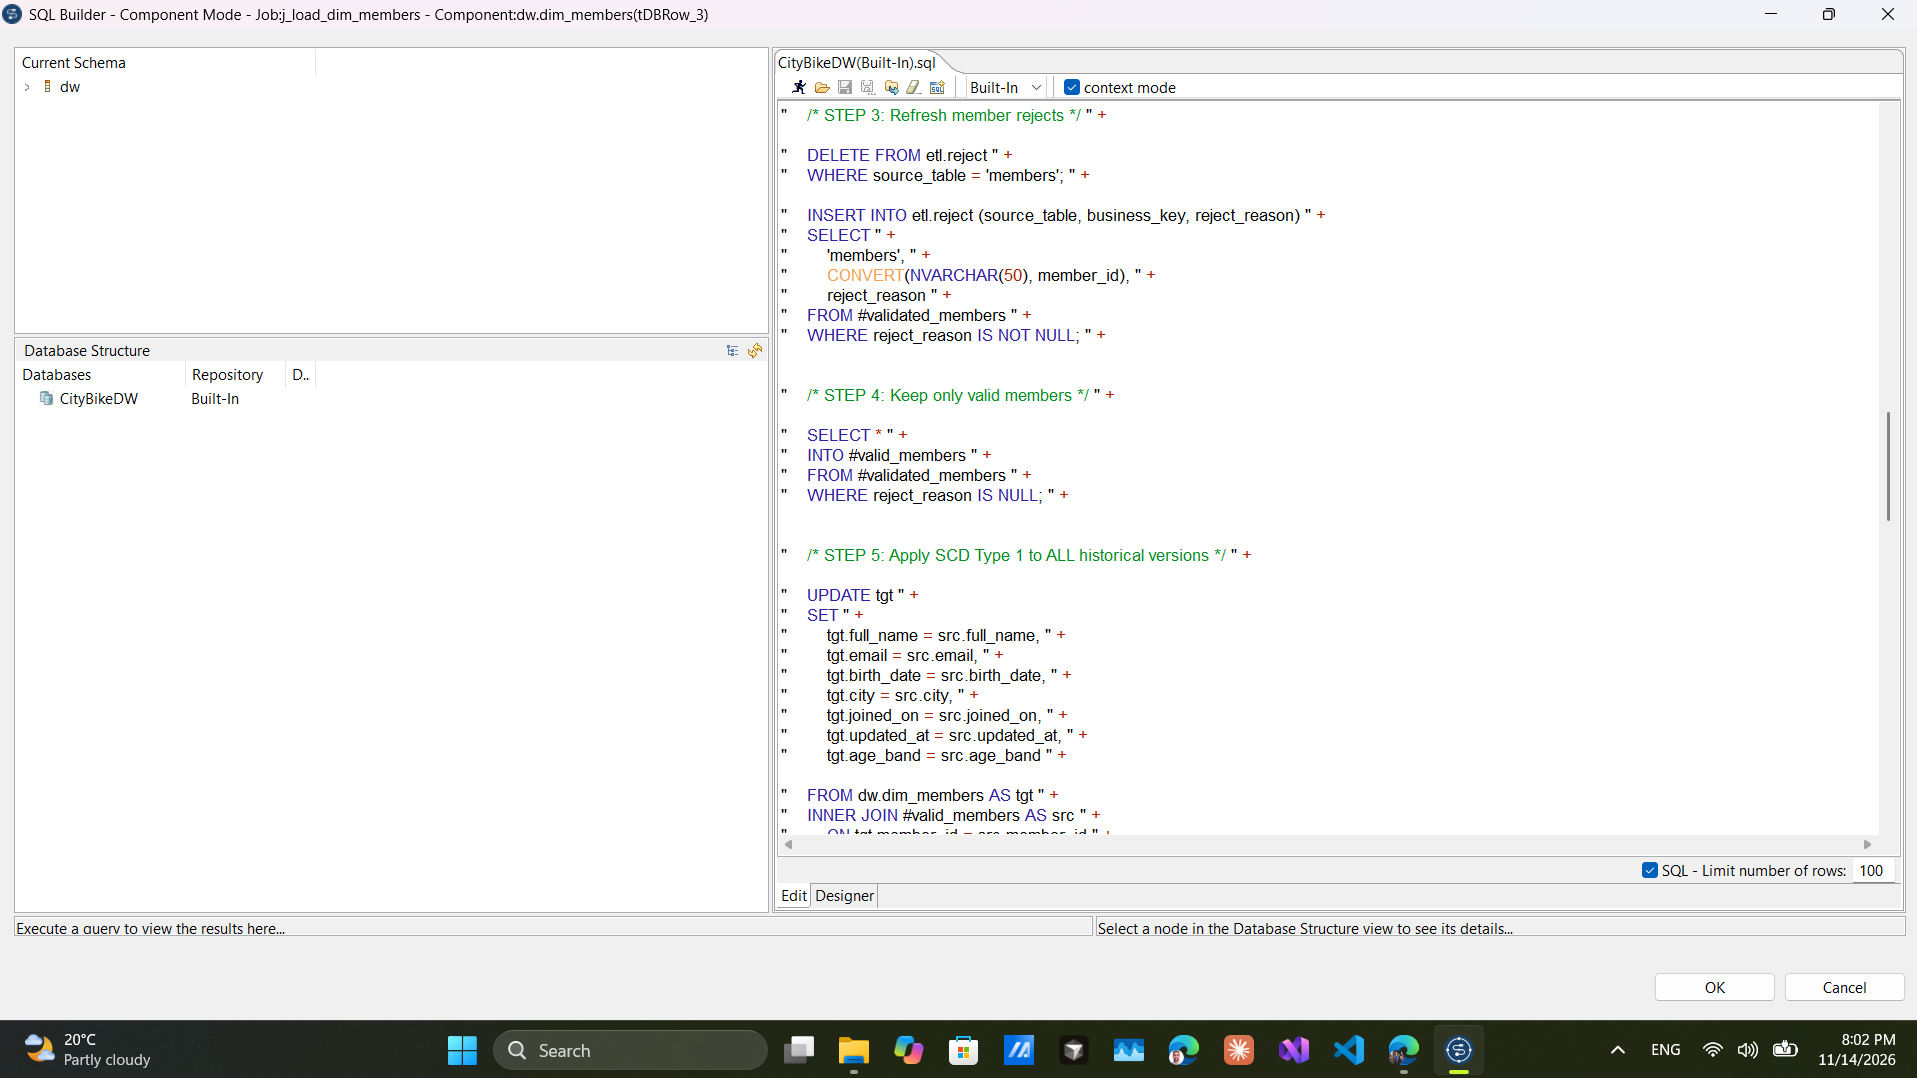 SQL Builder - Component Mode - Job:j_load_dim_members - Component:dw.dim_members(tDBRow_3)
Current Schema
dw
Database Structure
Databases Repository D..
CityBikeDW Built-In
CityBikeDW(Built-In).sql
Built-In context mode
" /* STEP 3: Refresh member rejects */ " +
" DELETE FROM etl.reject " +
" WHERE source_table = 'members'; " +
" INSERT INTO etl.reject (source_table, business_key, reject_reason) " +
" SELECT " +
" 'members', " +
" CONVERT(NVARCHAR(50), member_id), " +
" reject_reason " +
" FROM #validated_members " +
" WHERE reject_reason IS NOT NULL; " +
" /* STEP 4: Keep only valid members */ " +
" SELECT * " +
" INTO #valid_members " +
" FROM #validated_members " +
" WHERE reject_reason IS NULL; " +
" /* STEP 5: Apply SCD Type 1 to ALL historical versions */ " +
" UPDATE tgt " +
" SET " +
" tgt.full_name = src.full_name, " +
" tgt.email = src.email, " +
" tgt.birth_date = src.birth_date, " +
" tgt.city = src.city, " +
" tgt.joined_on = src.joined_on, " +
" tgt.updated_at = src.updated_at, " +
" tgt.age_band = src.age_band " +
" FROM dw.dim_members AS tgt " +
" INNER JOIN #valid_members AS src " +
" ON tgt.member_id = src.member_id " +
SQL - Limit number of rows: 100
Edit Designer
Execute a query to view the results here...
Select a node in the Database Structure view to see its details...
OK Cancel
20°C
Partly cloudy
Search
ENG
8:02 PM
11/14/2026